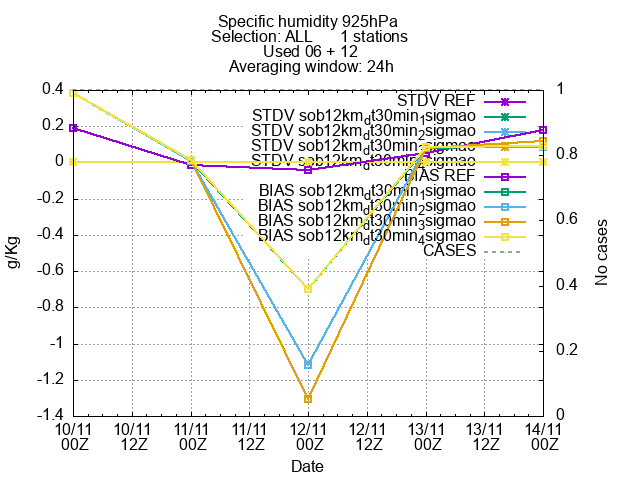 Specific humidity 925hPa
Selection: ALL 1 stations
Used 06 + 12
Averaging window: 24h
0.4
0.2
0
-0.2
-0.4
-0.6
-0.8
-1
-1.2
-1.4
g/Kg
1
0.8
0.6
0.4
0.2
0
No cases
STDV REF
STDV sob12km_dt30min_1sigmao
STDV sob12km_dt30min_2sigmao
STDV sob12km_dt30min_3sigmao
STDV sob12km_dt30min_4sigmao
BIAS REF
BIAS sob12km_dt30min_1sigmao
BIAS sob12km_dt30min_2sigmao
BIAS sob12km_dt30min_3sigmao
BIAS sob12km_dt30min_4sigmao
CASES
10/11 10/11 11/11 11/11 12/11 12/11 13/11 13/11 14/11
00Z 12Z 00Z 12Z 00Z 12Z 00Z 12Z 00Z
Date